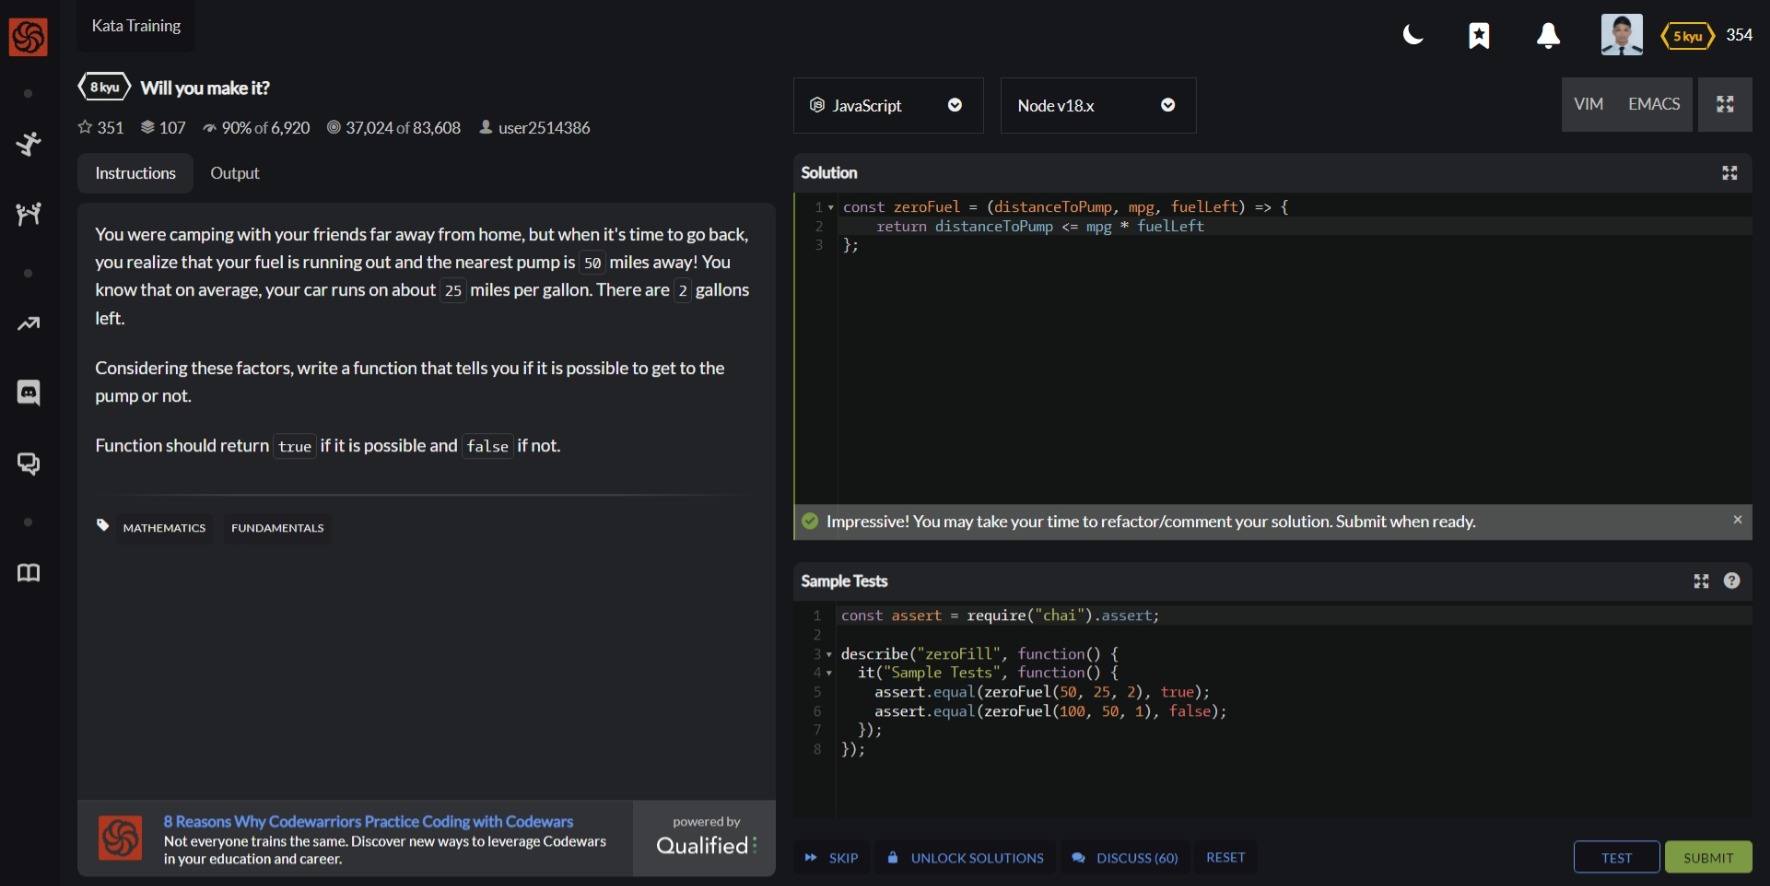 Kata Training
5 kyu 354
8 kyu Will you make it?
351 107 90% of 6,920 37,024 of 83,608 user2514386
JavaScript
Node v18.x
VIM EMACS
Instructions Output
You were camping with your friends far away from home, but when it's time to go back,
you realize that your fuel is running out and the nearest pump is 50 miles away! You
know that on average, your car runs on about 25 miles per gallon. There are 2 gallons
left.
Considering these factors, write a function that tells you if it is possible to get to the
pump or not.
Function should return true if it is possible and false if not.
MATHEMATICS FUNDAMENTALS
8 Reasons Why Codewarriors Practice Coding with Codewars
Not everyone trains the same. Discover new ways to leverage Codewars
in your education and career.
powered by
Qualified
Solution
1 const zeroFuel = (distanceToPump, mpg, fuelLeft) => {
2 return distanceToPump <= mpg * fuelLeft
3 };
Impressive! You may take your time to refactor/comment your solution. Submit when ready.
Sample Tests
1 const assert = require("chai").assert;
2
3 describe("zeroFill", function() {
4 it("Sample Tests", function() {
5 assert.equal(zeroFuel(50, 25, 2), true);
6 assert.equal(zeroFuel(100, 50, 1), false);
7 });
8 });
SKIP UNLOCK SOLUTIONS DISCUSS (60) RESET
TEST SUBMIT